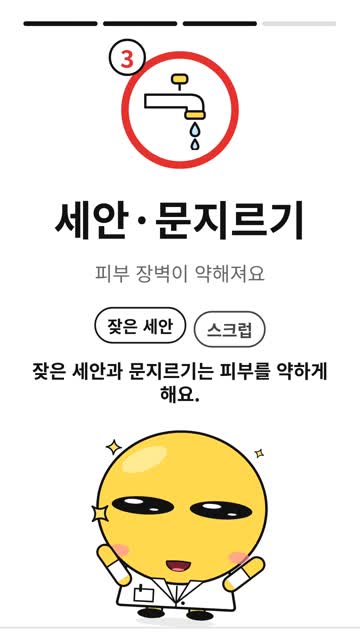 3
세안·문지르기
피부 장벽이 약해져요
잦은 세안
스크럽
잦은 세안과 문지르기는 피부를 약하게
해요.